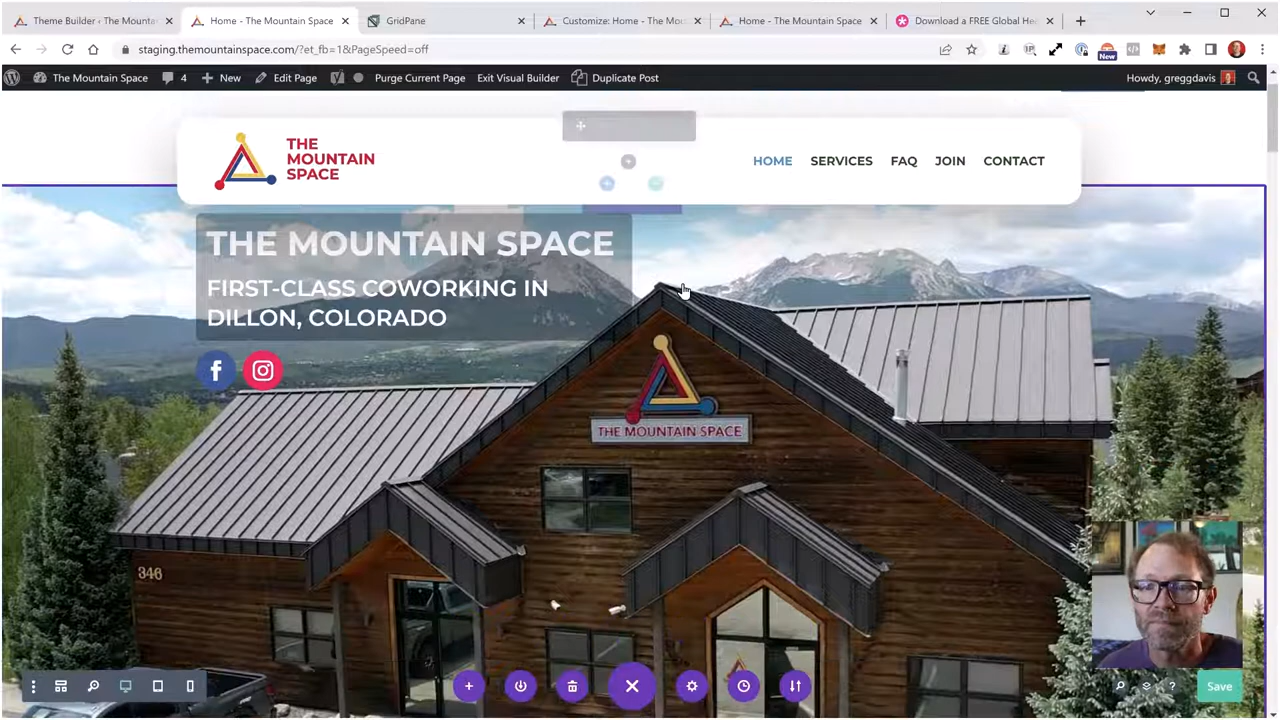 Theme Builder ‹ The Mountain
Home - The Mountain Space
GridPane
Customize: Home - The Mou
Home - The Mountain Space
Download a FREE Global He
staging.themountainspace.com/?et_fb=1&PageSpeed=off
New
The Mountain Space
4
New
Edit Page
Purge Current Page
Exit Visual Builder
Duplicate Post
Howdy, greggdavis
THE
MOUNTAIN
SPACE
HOME
SERVICES
FAQ
JOIN
CONTACT
THE MOUNTAIN SPACE
FIRST-CLASS COWORKING IN
DILLON, COLORADO
THE MOUNTAIN SPACE
346
Save